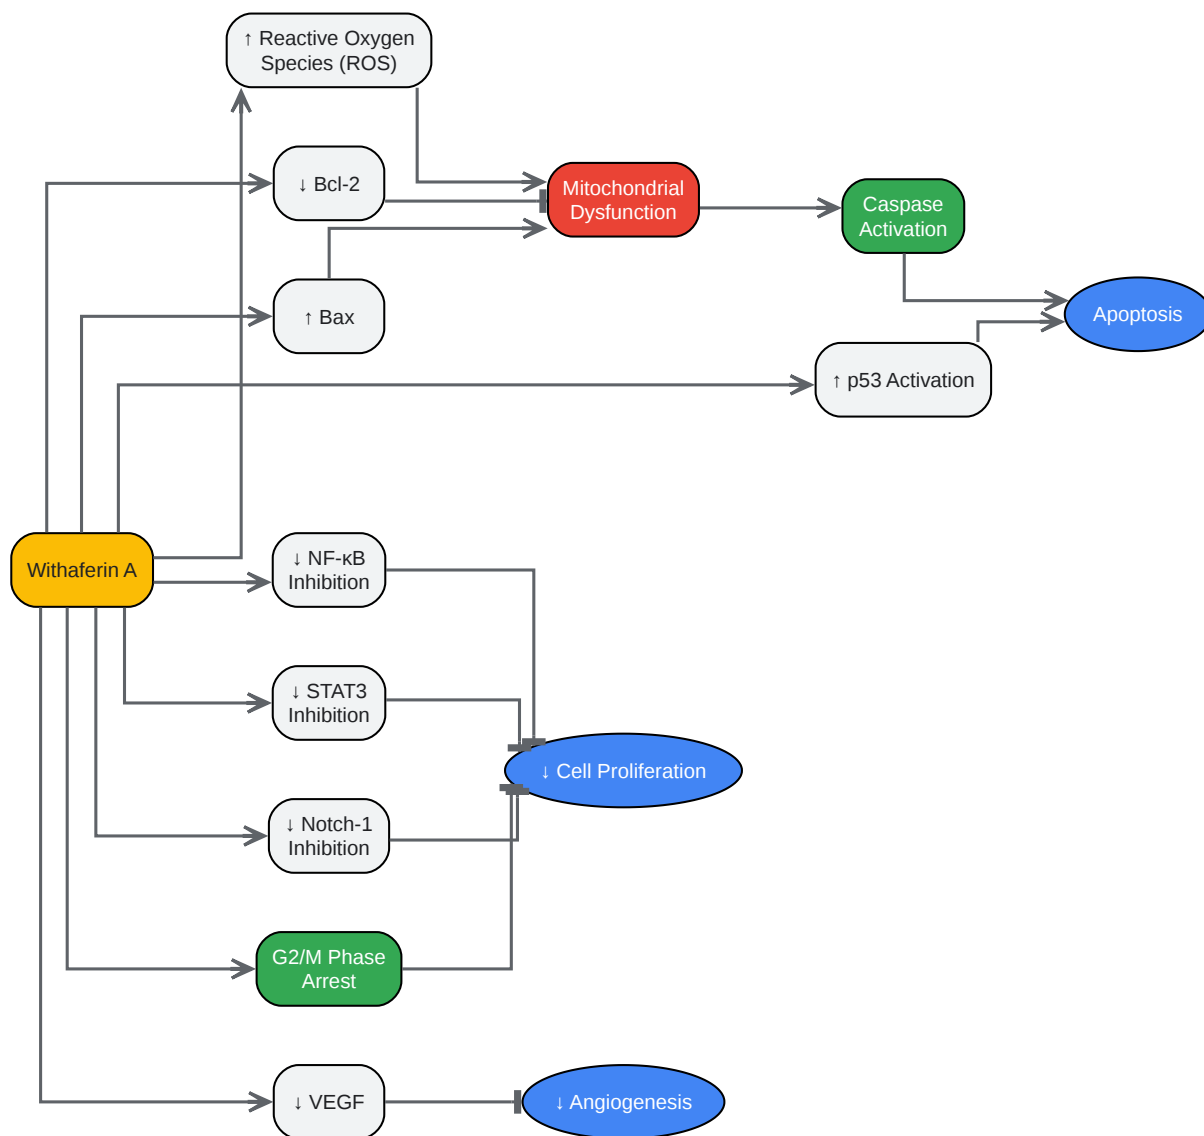 ↑ Reactive Oxygen
Species (ROS)
↓ Bcl-2
Mitochondrial
Dysfunction
Caspase
Activation
↑ Bax
Apoptosis
↑ p53 Activation
Withaferin A
↓ NF-κB
Inhibition
↓ STAT3
Inhibition
↓ Cell Proliferation
↓ Notch-1
Inhibition
G2/M Phase
Arrest
↓ VEGF
↓ Angiogenesis